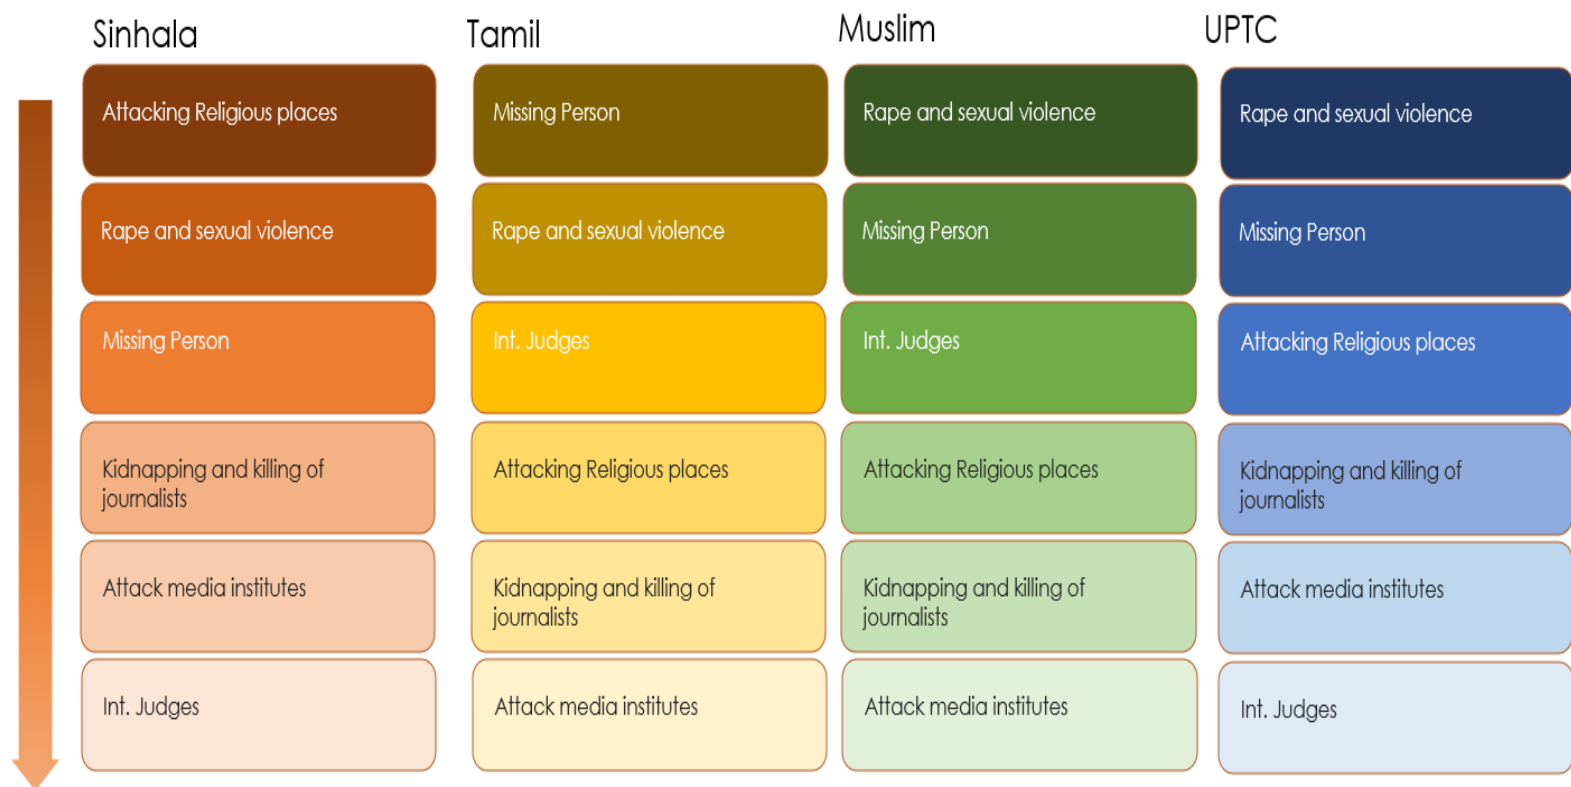 Sinhala
Attacking Religious places
Rape and sexual violence
Missing Person
Kidnapping and killing of
journalists
Attack media institutes
Int. Judges
Tamil
Missing Person
Rape and sexual violence
Int. Judges
Attacking Religious places
Kidnapping and killing of
journalists
Attack media institutes
Muslim
Rape and sexual violence
Missing Person
Int. Judges
Attacking Religious places
Kidnapping and killing of
journalists
Attack media institutes
UPTC
Rape and sexual violence
Missing Person
Attacking Religious places
Kidnapping and killing of
journalists
Attack media institutes
Int. Judges